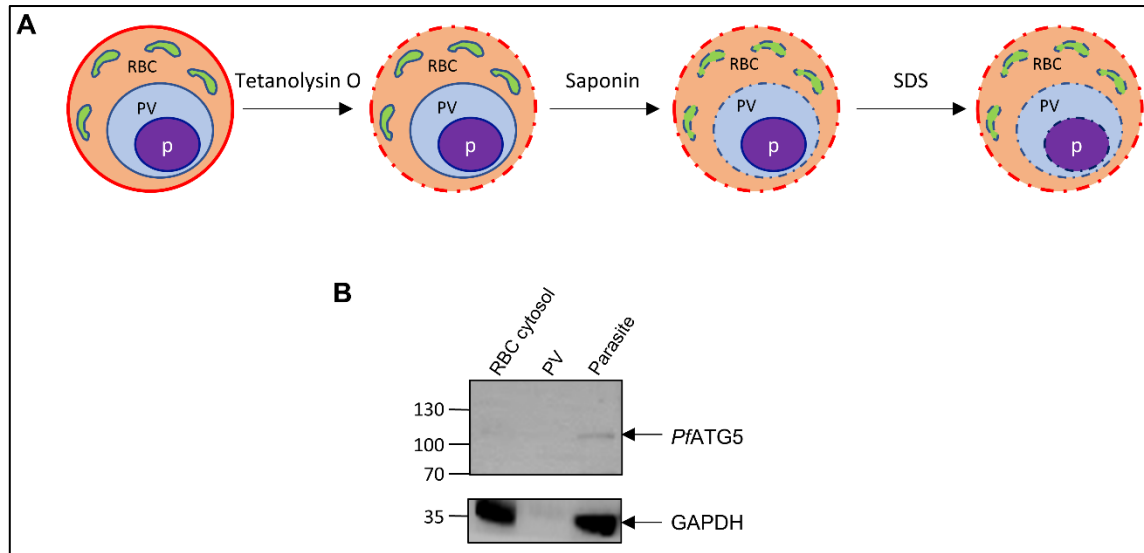 A
RBC
PV
p
Tetanolysin O
RBC
PV
p
Saponin
RBC
PV
p
SDS
RBC
PV
p
B
RBC cytosol
PV
Parasite
130
100
70
PfATG5
35
GAPDH